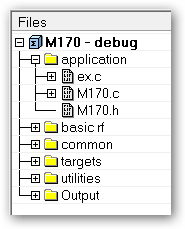 Files
M170 - debug
application
ex.c
M170.c
M170.h
basic rf
common
targets
utilities
Output